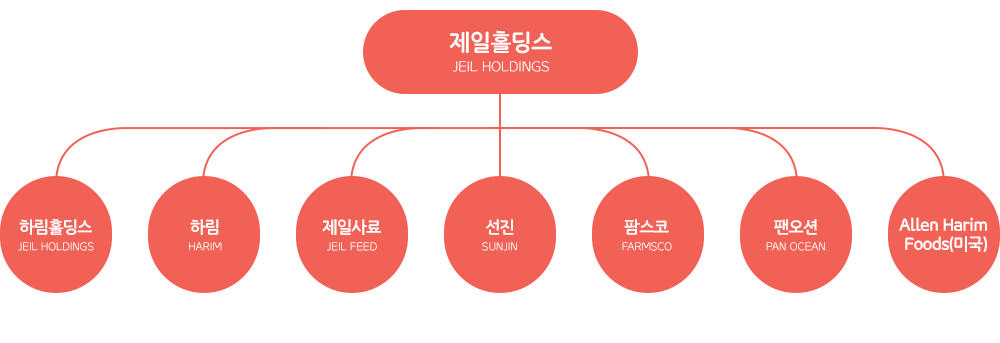 제일홀딩스
JEIL HOLDINGS
하림홀딩스
JEIL HOLDINGS
하림
HARIM
제일사료
JEIL FEED
선진
SUNJIN
팜스코
FARMSCO
팬오션
PAN OCEAN
Allen Harim
Foods(미국)